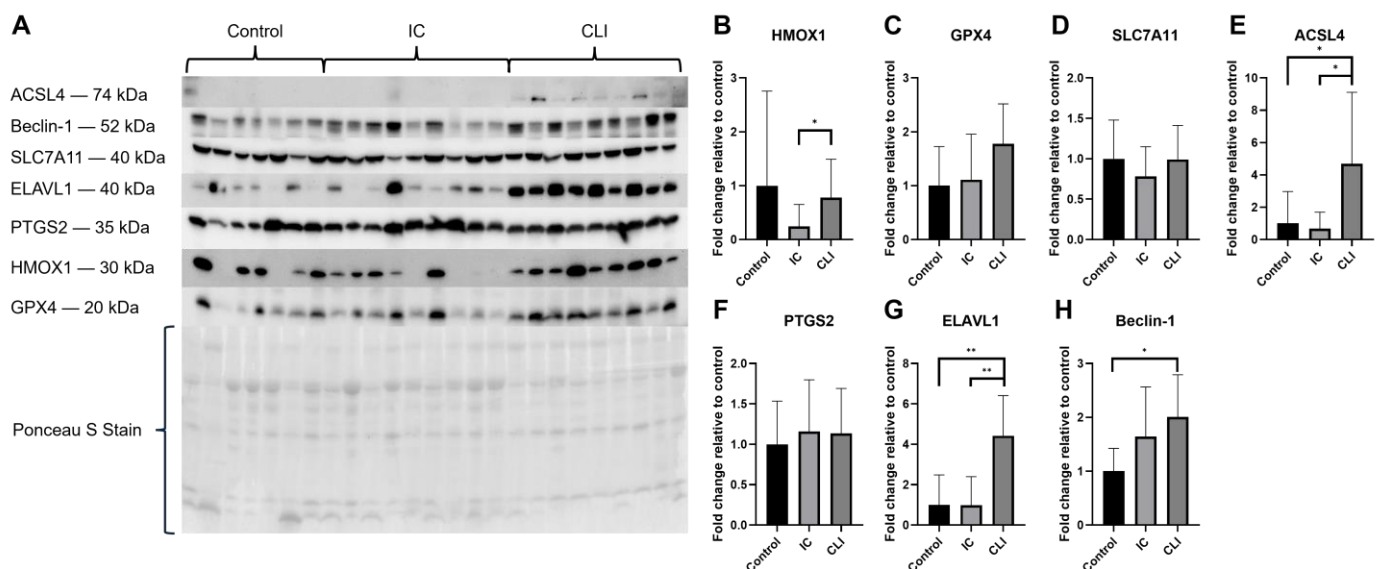 A
Control
IC
CLI
ACSL4 — 74 kDa
Beclin-1 — 52 kDa
SLC7A11 — 40 kDa
ELAVL1 — 40 kDa
PTGS2 — 35 kDa
HMOX1 — 30 kDa
GPX4 — 20 kDa
Ponceau S Stain
B
HMOX1
Fold change relative to control
3
2
1
0
*
Control
IC
CLI
C
GPX4
Fold change relative to control
3
2
1
0
Control
IC
CLI
D
SLC7A11
Fold change relative to control
2.0
1.5
1.0
0.5
0.0
Control
IC
CLI
E
ACSL4
Fold change relative to control
10
8
6
4
2
0
*
*
Control
IC
CLI
F
PTGS2
Fold change relative to control
2.0
1.5
1.0
0.5
0.0
Control
IC
CLI
G
ELAVL1
Fold change relative to control
8
6
4
2
0
**
**
Control
IC
CLI
H
Beclin-1
Fold change relative to control
3
2
1
0
*
Control
IC
CLI